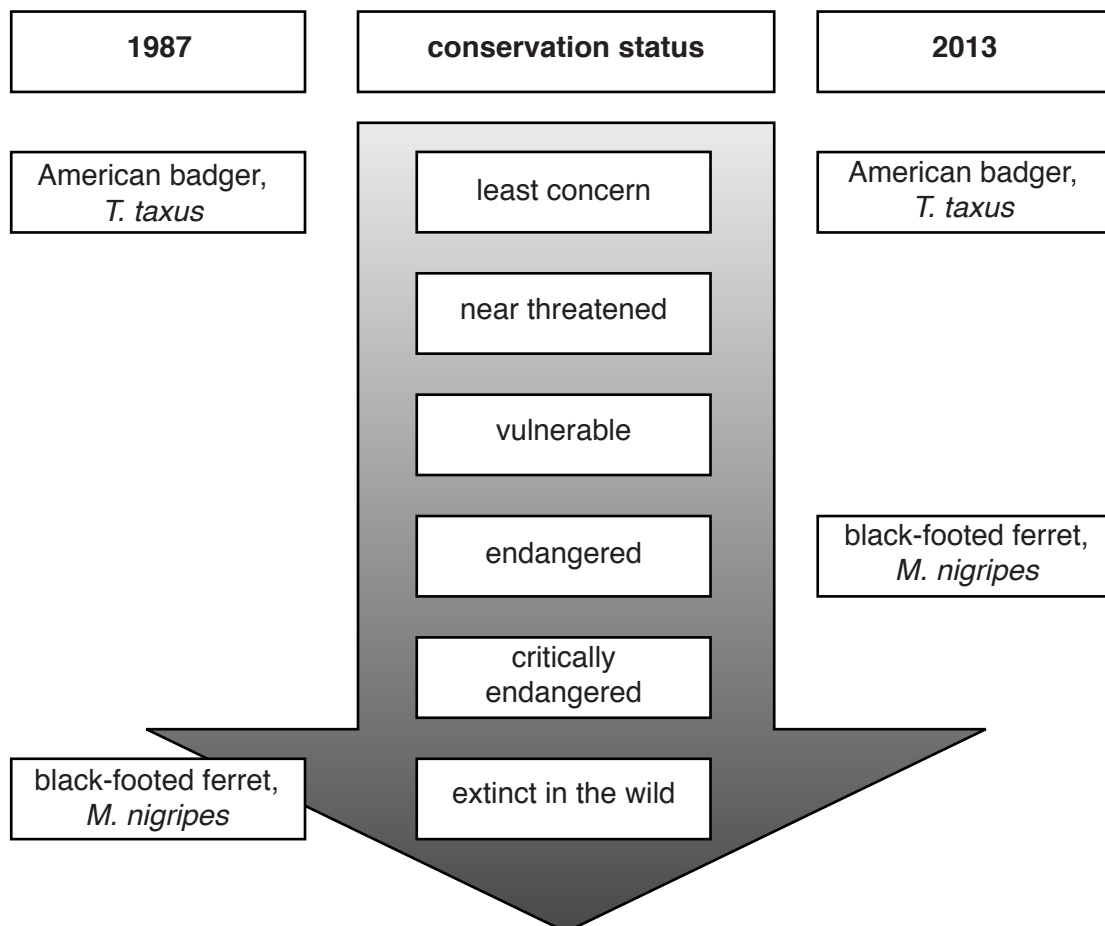 1987
conservation status
2013
American badger,
T. taxus
least concern
American badger,
T. taxus
near threatened
vulnerable
endangered
black-footed ferret,
M. nigripes
critically
endangered
black-footed ferret,
M. nigripes
extinct in the wild